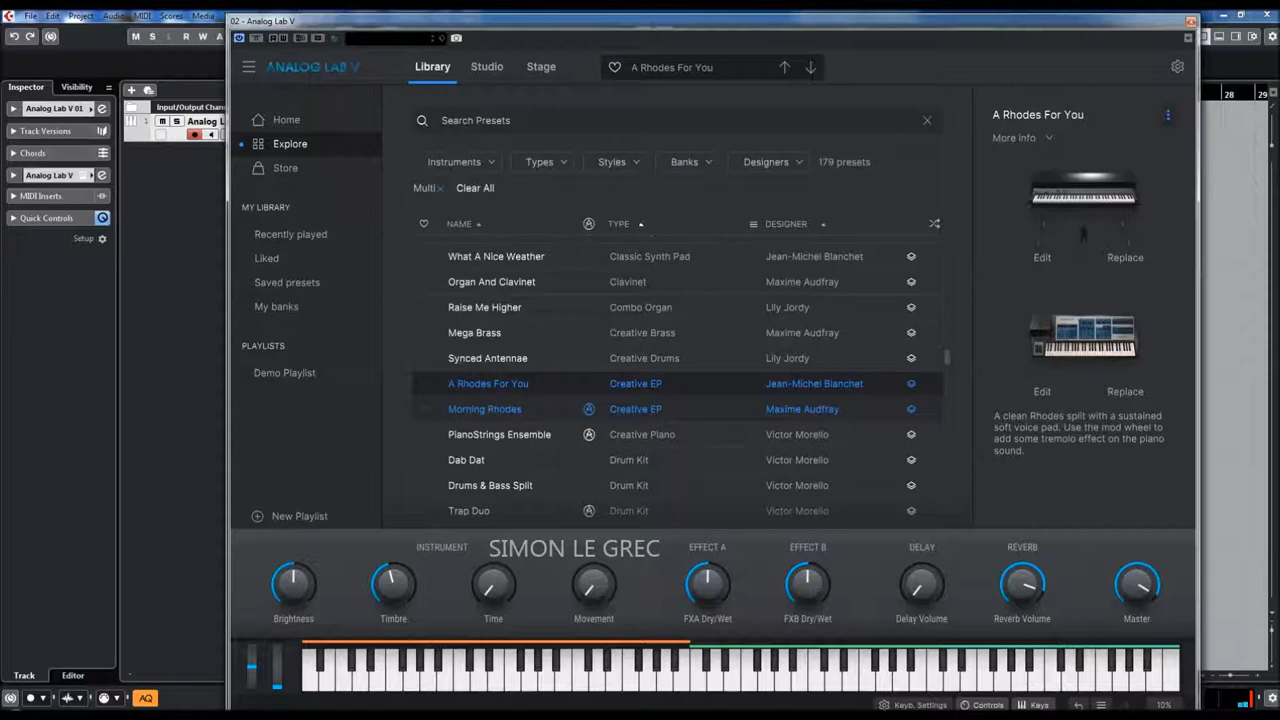 File Edit Project Audio MIDI Scores Media
02 - Analog Lab V
M S L R W A
ANALOG LAB V
Library
Studio
Stage
A Rhodes For You
Inspector
Visibility
Input/Output Chann
28
29
Analog Lab V 01
1
m S
Analog L
Track Versions
Chords
Analog Lab V
MIDI Inserts
Quick Controls
Setup
Home
Explore
Store
MY LIBRARY
Recently played
Liked
Saved presets
My banks
PLAYLISTS
Demo Playlist
New Playlist
Search Presets
Instruments
Types
Styles
Banks
Designers
179 presets
Multi×
Clear All
NAME
TYPE
DESIGNER
What A Nice Weather Classic Synth Pad Jean-Michel Blanchet
Organ And Clavinet Clavinet Maxime Audfray
Raise Me Higher Combo Organ Lily Jordy
Mega Brass Creative Brass Maxime Audfray
Synced Antennae Creative Drums Lily Jordy
A Rhodes For You Creative EP Jean-Michel Blanchet
Morning Rhodes Creative EP Maxime Audfray
PianoStrings Ensemble Creative Piano Victor Morello
Dab Dat Drum Kit Victor Morello
Drums & Bass Split Drum Kit Victor Morello
Trap Duo Drum Kit Victor Morello
A Rhodes For You
More info
Edit
Replace
Edit
Replace
A clean Rhodes split with a sustained
soft voice pad. Use the mod wheel to
add some tremolo effect on the piano
sound.
INSTRUMENT
SIMON LE GREC
EFFECT A
EFFECT B
DELAY
REVERB
Brightness
Timbre
Time
Movement
FXA Dry/Wet
FXB Dry/Wet
Delay Volume
Reverb Volume
Master
Track
Editor
AQ
Keyb. Settings
Controls
Keys
10%